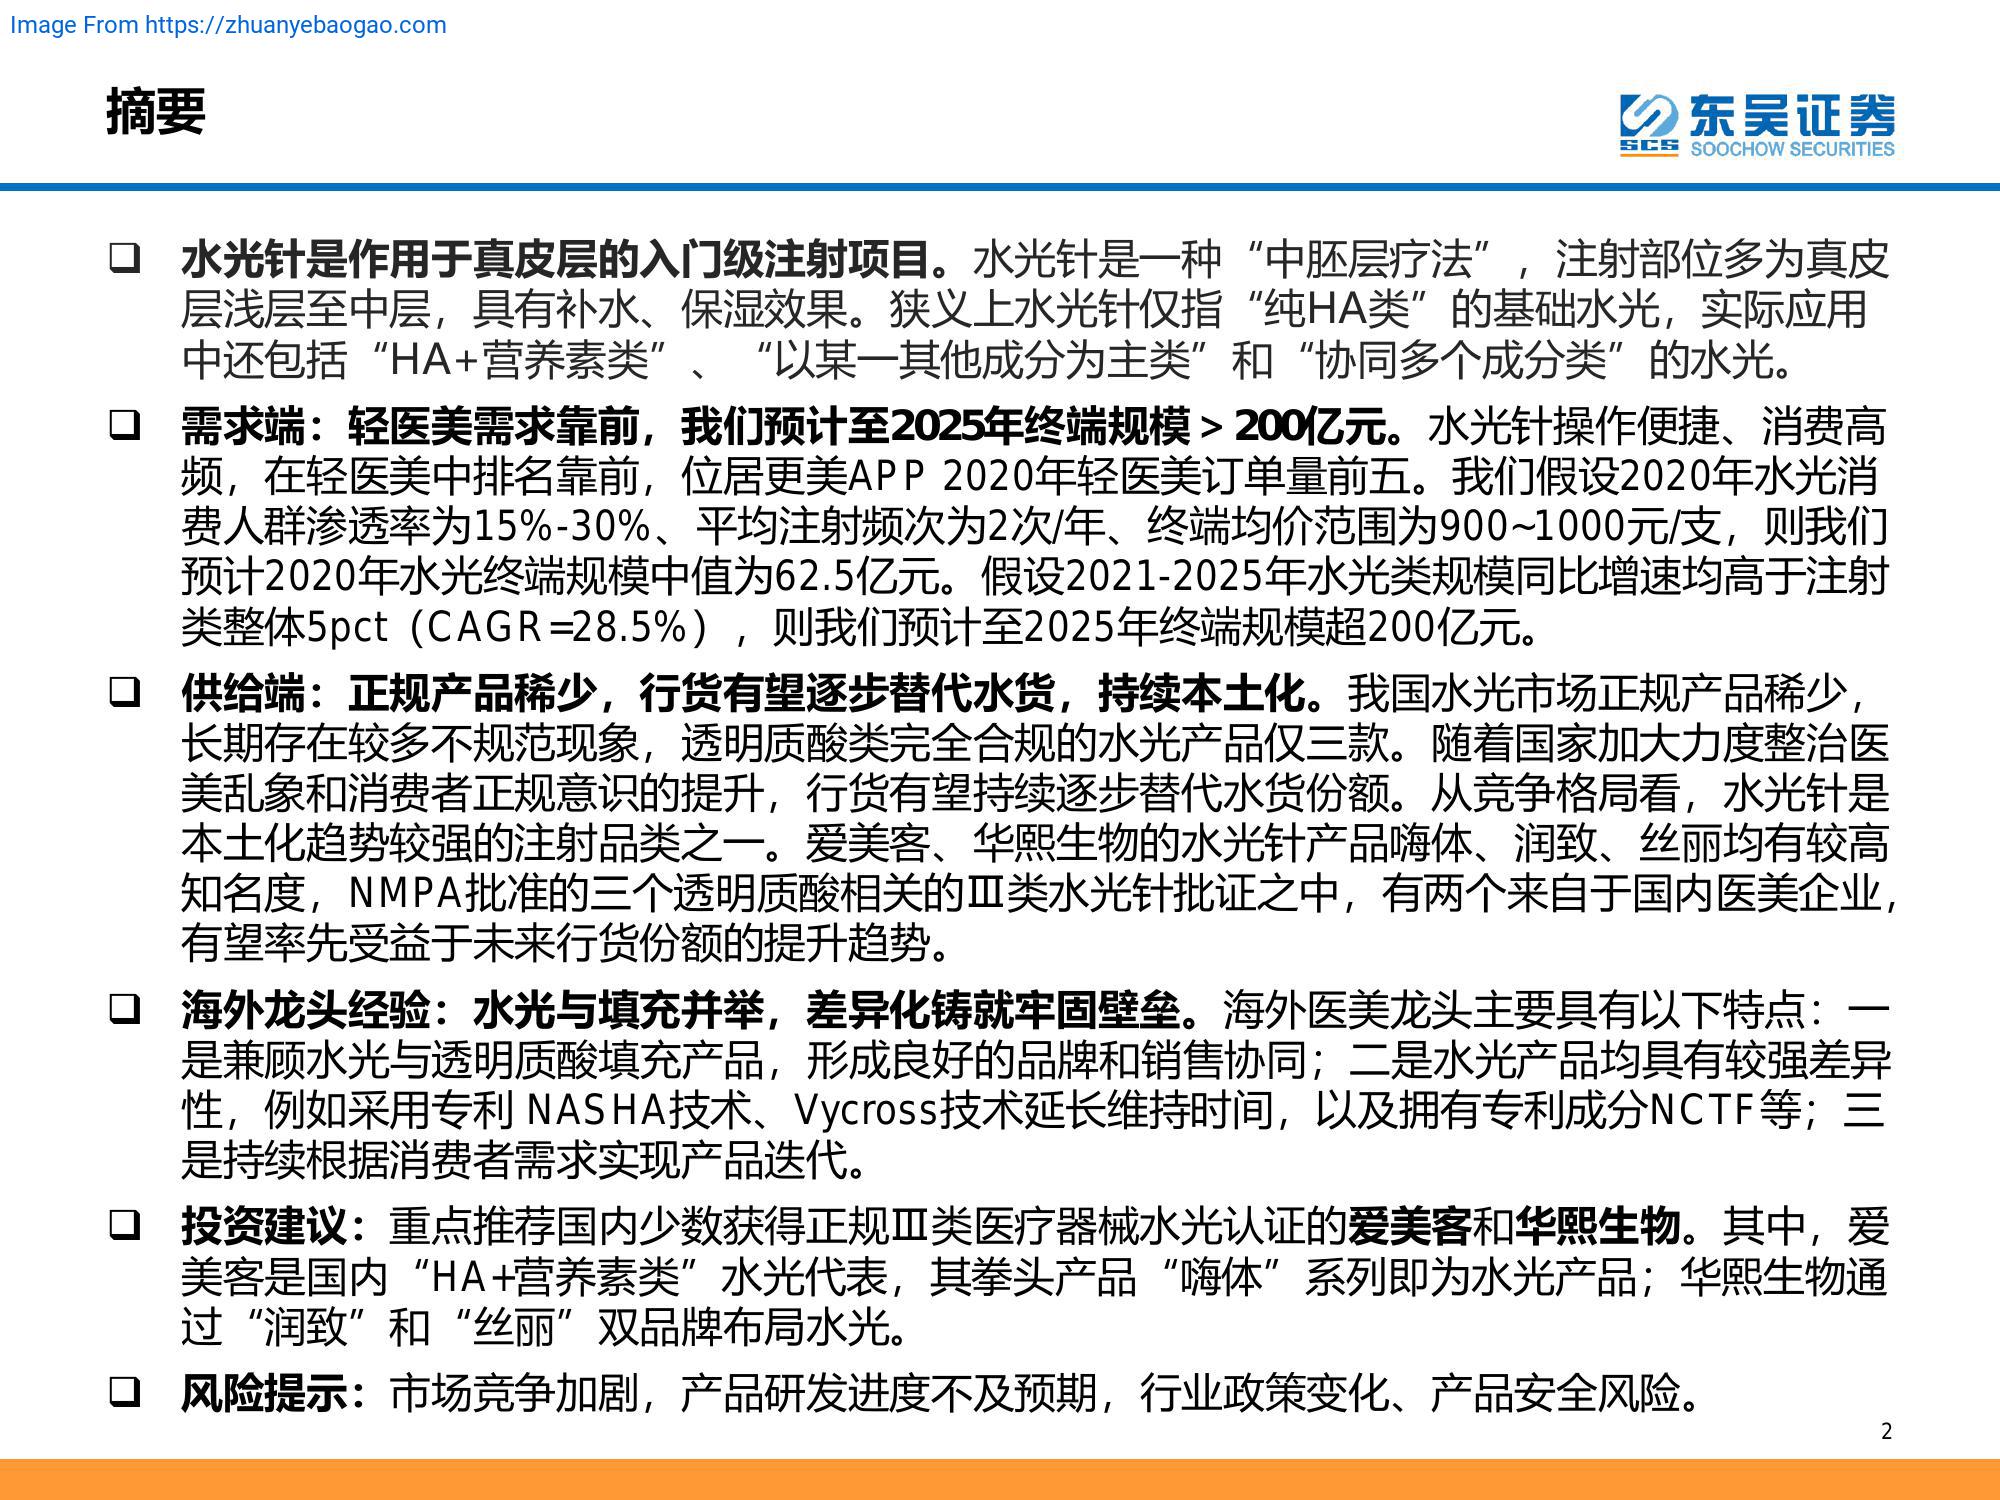 Image From https://zhuanyebaogao.com
摘要
东吴证券
SCS
SOOCHOW SECURITIES
水光针是作用于真皮层的入门级注射项目。水光针是一种“中胚层疗法”，注射部位多为真皮
层浅层至中层，具有补水、保湿效果。狭义上水光针仅指“纯HA类”的基础水光，实际应用
中还包括“HA+营养素类”、“以某一其他成分为主类”和“协同多个成分类”的水光。
需求端：轻医美需求靠前，我们预计至2025年终端规模＞200亿元。水光针操作便捷、消费高
频，在轻医美中排名靠前，位居更美APP 2020年轻医美订单量前五。我们假设2020年水光消
费人群渗透率为15%-30%、平均注射频次为2次/年、终端均价范围为900~1000元/支，则我们
预计2020年水光终端规模中值为62.5亿元。假设2021-2025年水光类规模同比增速均高于注射
类整体5pct（CAGR=28.5%），则我们预计至2025年终端规模超200亿元。
供给端：正规产品稀少，行货有望逐步替代水货，持续本土化。我国水光市场正规产品稀少，
长期存在较多不规范现象，透明质酸类完全合规的水光产品仅三款。随着国家加大力度整治医
美乱象和消费者正规意识的提升，行货有望持续逐步替代水货份额。从竞争格局看，水光针是
本土化趋势较强的注射品类之一。爱美客、华熙生物的水光针产品嗨体、润致、丝丽均有较高
知名度，NMPA批准的三个透明质酸相关的Ⅲ类水光针批证之中，有两个来自于国内医美企业，
有望率先受益于未来行货份额的提升趋势。
海外龙头经验：水光与填充并举，差异化铸就牢固壁垒。海外医美龙头主要具有以下特点：一
是兼顾水光与透明质酸填充产品，形成良好的品牌和销售协同；二是水光产品均具有较强差异
性，例如采用专利 NASHA技术、Vycross技术延长维持时间，以及拥有专利成分NCTF等；三
是持续根据消费者需求实现产品迭代。
投资建议：重点推荐国内少数获得正规Ⅲ类医疗器械水光认证的爱美客和华熙生物。其中，爱
美客是国内“HA+营养素类”水光代表，其拳头产品“嗨体”系列即为水光产品；华熙生物通
过“润致”和“丝丽”双品牌布局水光。
风险提示：市场竞争加剧，产品研发进度不及预期，行业政策变化、产品安全风险。
2